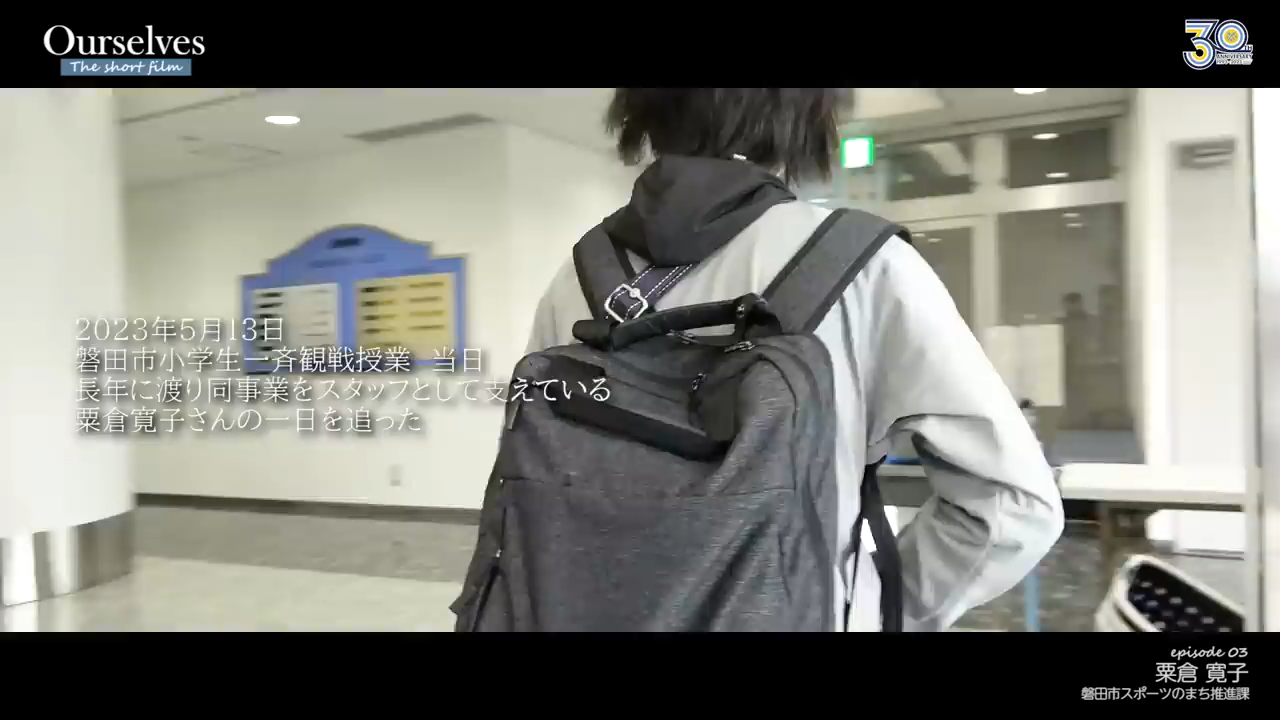 Ourselves
The short film
30TH
ANNIVERSARY
2023年5月13日
磐田市小学生一斉観戦授業　当日
長年に渡り同事業をスタッフとして支えている
粟倉寛子さんの一日を追った
episode 03
粟倉 寛子
磐田市スポーツのまち推進課